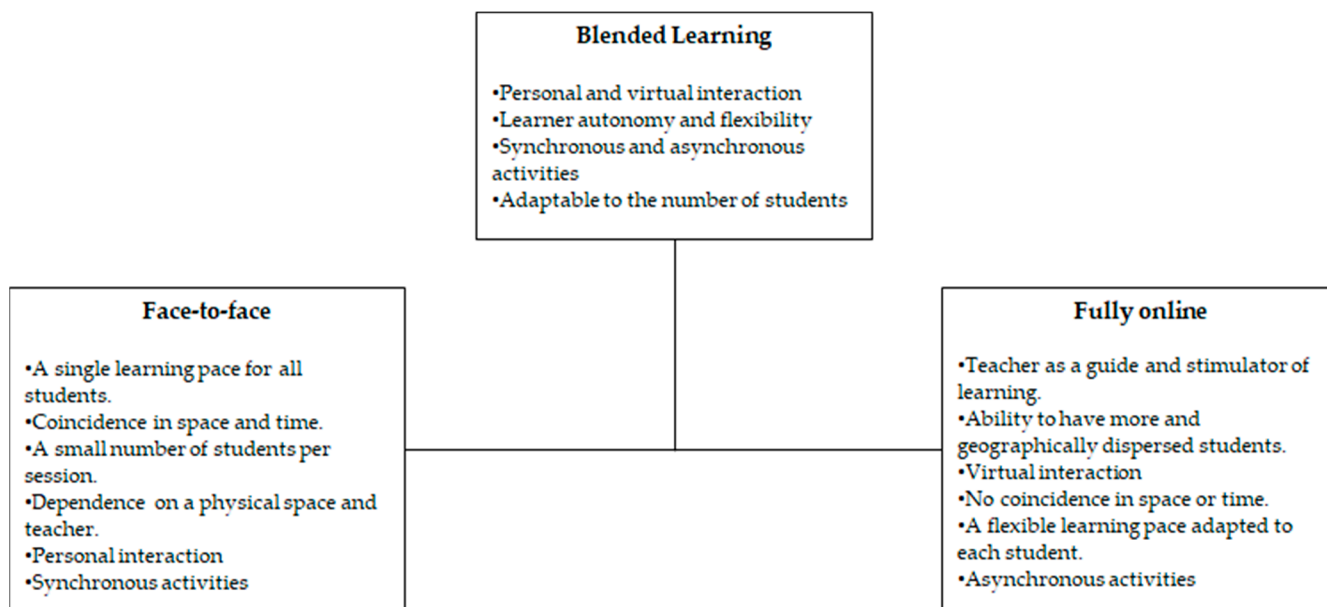 Blended Learning
•Personal and virtual interaction
•Learner autonomy and flexibility
•Synchronous and asynchronous
activities
•Adaptable to the number of students
Face-to-face
•A single learning pace for all
students.
•Coincidence in space and time.
•A small number of students per
session.
•Dependence on a physical space and
teacher.
•Personal interaction
•Synchronous activities
Fully online
•Teacher as a guide and stimulator of
learning.
•Ability to have more and
geographically dispersed students.
•Virtual interaction
•No coincidence in space or time.
•A flexible learning pace adapted to
each student.
•Asynchronous activities